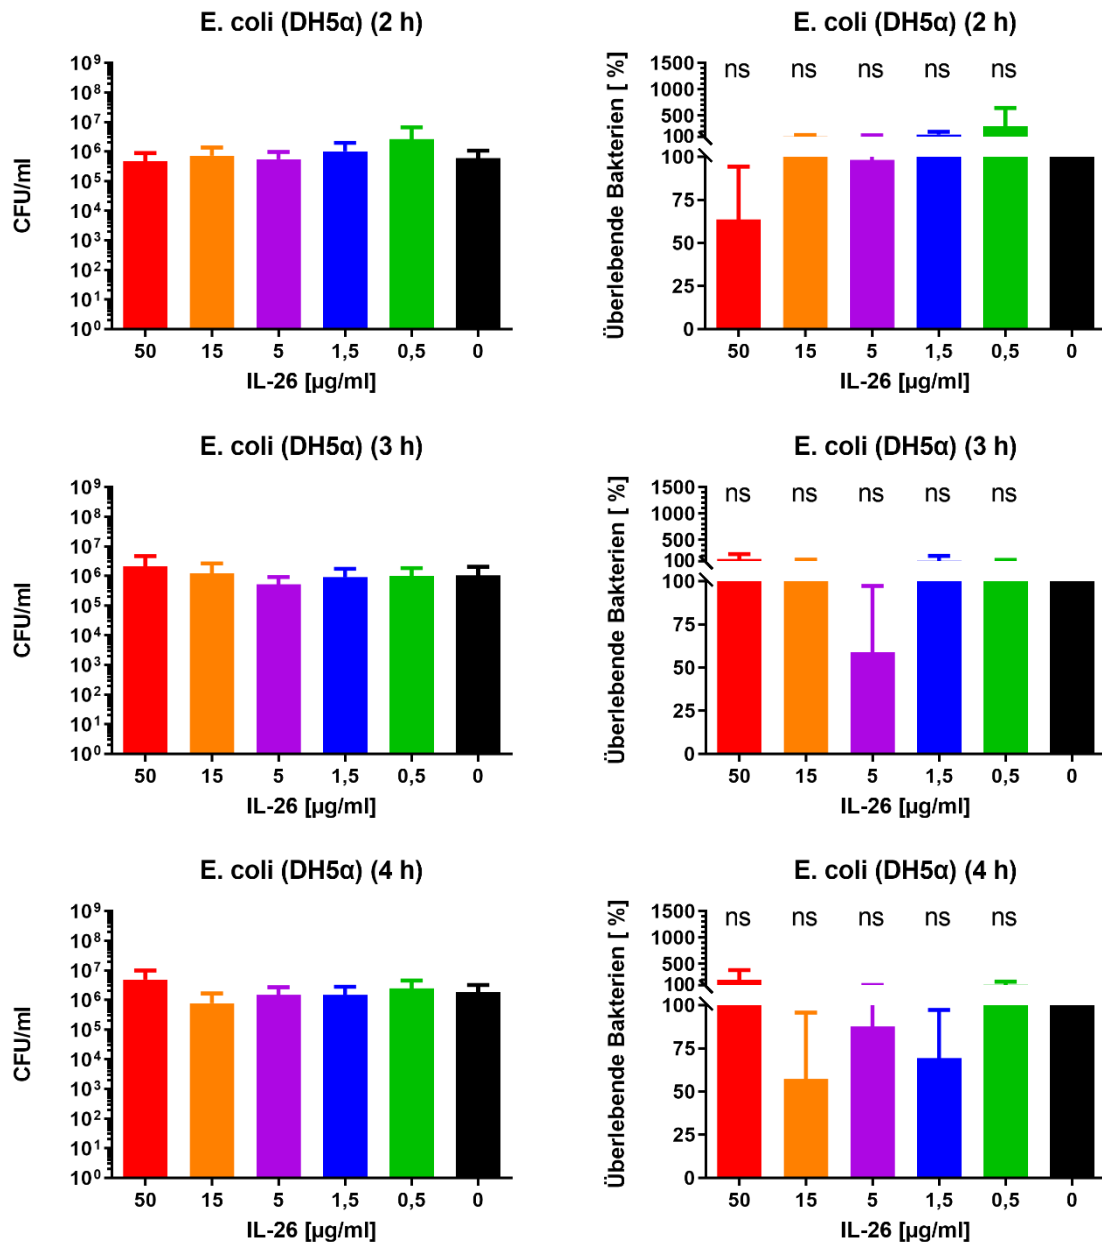 E. coli (DH5α) (2 h)
CFU/ml
10⁹
10⁸
10⁷
10⁶
10⁵
10⁴
10³
10²
10¹
10⁰
50 15 5 1,5 0,5 0
IL-26 [µg/ml]
E. coli (DH5α) (2 h)
Überlebende Bakterien [ %]
ns ns ns ns ns
1500
1000
500
100
100
75
50
25
0
50 15 5 1,5 0,5 0
IL-26 [µg/ml]
E. coli (DH5α) (3 h)
CFU/ml
10⁹
10⁸
10⁷
10⁶
10⁵
10⁴
10³
10²
10¹
10⁰
50 15 5 1,5 0,5 0
IL-26 [µg/ml]
E. coli (DH5α) (3 h)
Überlebende Bakterien [ %]
ns ns ns ns ns
1500
1000
500
100
100
75
50
25
0
50 15 5 1,5 0,5 0
IL-26 [µg/ml]
E. coli (DH5α) (4 h)
CFU/ml
10⁹
10⁸
10⁷
10⁶
10⁵
10⁴
10³
10²
10¹
10⁰
50 15 5 1,5 0,5 0
IL-26 [µg/ml]
E. coli (DH5α) (4 h)
Überlebende Bakterien [ %]
ns ns ns ns ns
1500
1000
500
100
100
75
50
25
0
50 15 5 1,5 0,5 0
IL-26 [µg/ml]